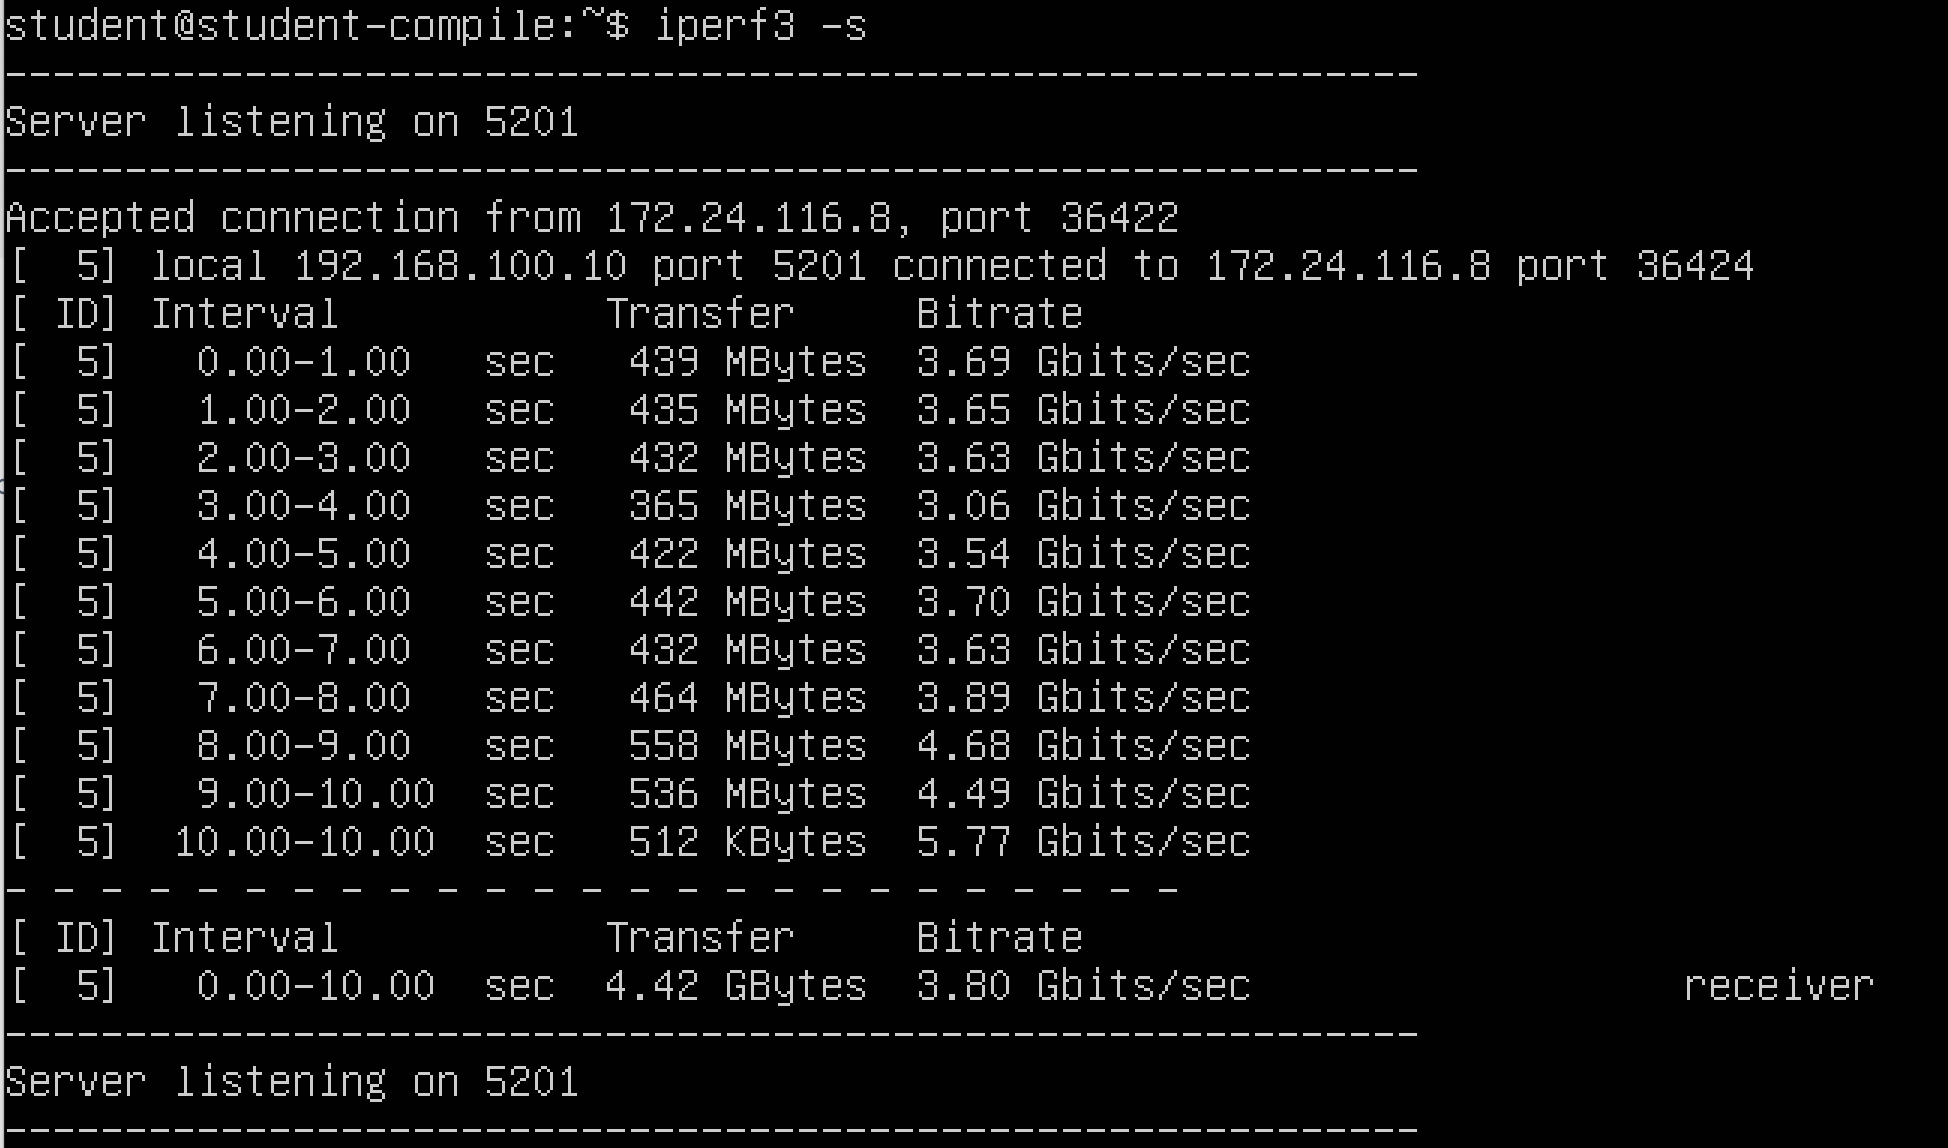 student@student-compile:~$ iperf3 -s
-----------------------------------------------------------
Server listening on 5201
-----------------------------------------------------------
Accepted connection from 172.24.116.8, port 36422
[  5] local 192.168.100.10 port 5201 connected to 172.24.116.8 port 36424
[ ID] Interval           Transfer     Bitrate
[  5]   0.00-1.00   sec   439 MBytes  3.69 Gbits/sec
[  5]   1.00-2.00   sec   435 MBytes  3.65 Gbits/sec
[  5]   2.00-3.00   sec   432 MBytes  3.63 Gbits/sec
[  5]   3.00-4.00   sec   365 MBytes  3.06 Gbits/sec
[  5]   4.00-5.00   sec   422 MBytes  3.54 Gbits/sec
[  5]   5.00-6.00   sec   442 MBytes  3.70 Gbits/sec
[  5]   6.00-7.00   sec   432 MBytes  3.63 Gbits/sec
[  5]   7.00-8.00   sec   464 MBytes  3.89 Gbits/sec
[  5]   8.00-9.00   sec   558 MBytes  4.68 Gbits/sec
[  5]   9.00-10.00  sec   536 MBytes  4.49 Gbits/sec
[  5]  10.00-10.00  sec   512 KBytes  5.77 Gbits/sec
- - - - - - - - - - - - - - - - - - - - - - - - -
[ ID] Interval           Transfer     Bitrate
[  5]   0.00-10.00  sec  4.42 GBytes  3.80 Gbits/sec                  receiver
-----------------------------------------------------------
Server listening on 5201
-----------------------------------------------------------